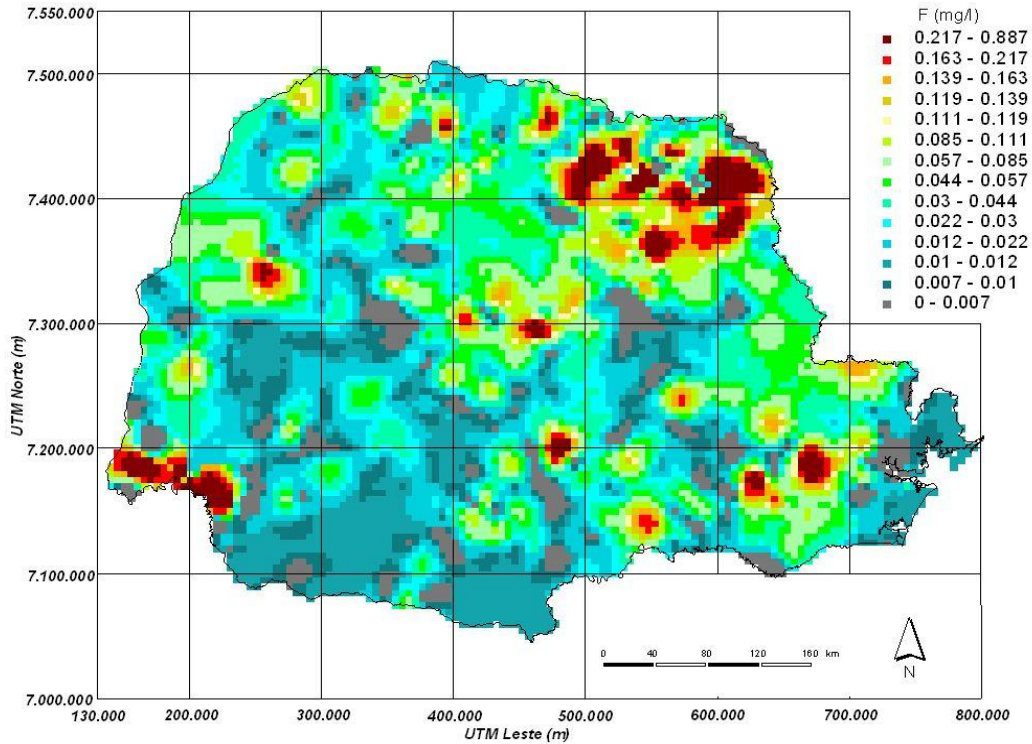 7.550.000
7.500.000
7.400.000
7.300.000
7.200.000
7.100.000
7.000.000
UTM Norte (m)
130.000 200.000 300.000 400.000 500.000 600.000 700.000 800.000
UTM Leste (m)
F (mg/l)
0.217 - 0.887
0.163 - 0.217
0.139 - 0.163
0.119 - 0.139
0.111 - 0.119
0.085 - 0.111
0.057 - 0.085
0.044 - 0.057
0.03 - 0.044
0.022 - 0.03
0.012 - 0.022
0.01 - 0.012
0.007 - 0.01
0 - 0.007
0 40 80 120 160 km
N